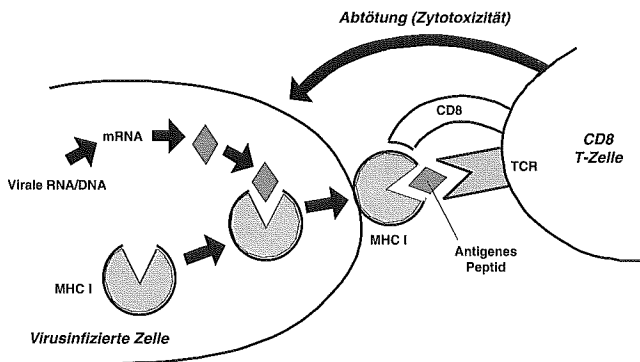 Abtötung (Zytotoxizität)
CD8
CD8
T-Zelle
mRNA
Virale RNA/DNA
TCR
MHC I
Antigenes
Peptid
MHC I
Virusinfizierte Zelle